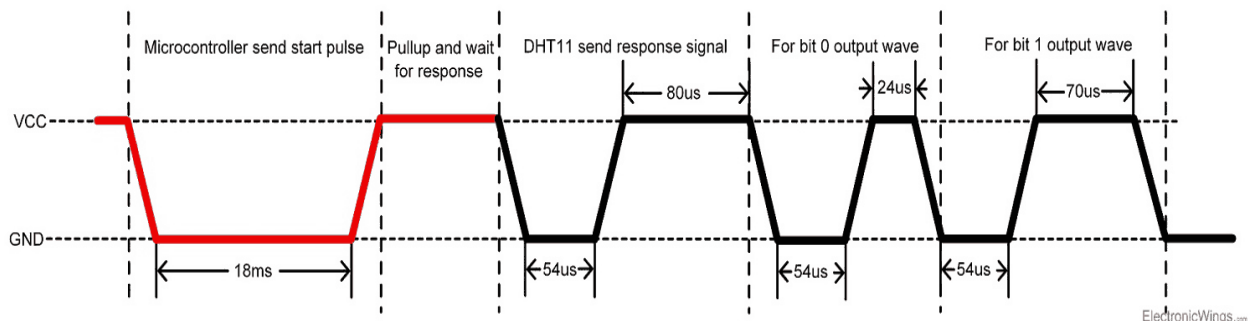 Microcontroller send start pulse
Pullup and wait
for response
DHT11 send response signal
For bit 0 output wave
For bit 1 output wave
80us
24us
70us
VCC
GND
18ms
54us
54us
54us
ElectronicWings.com